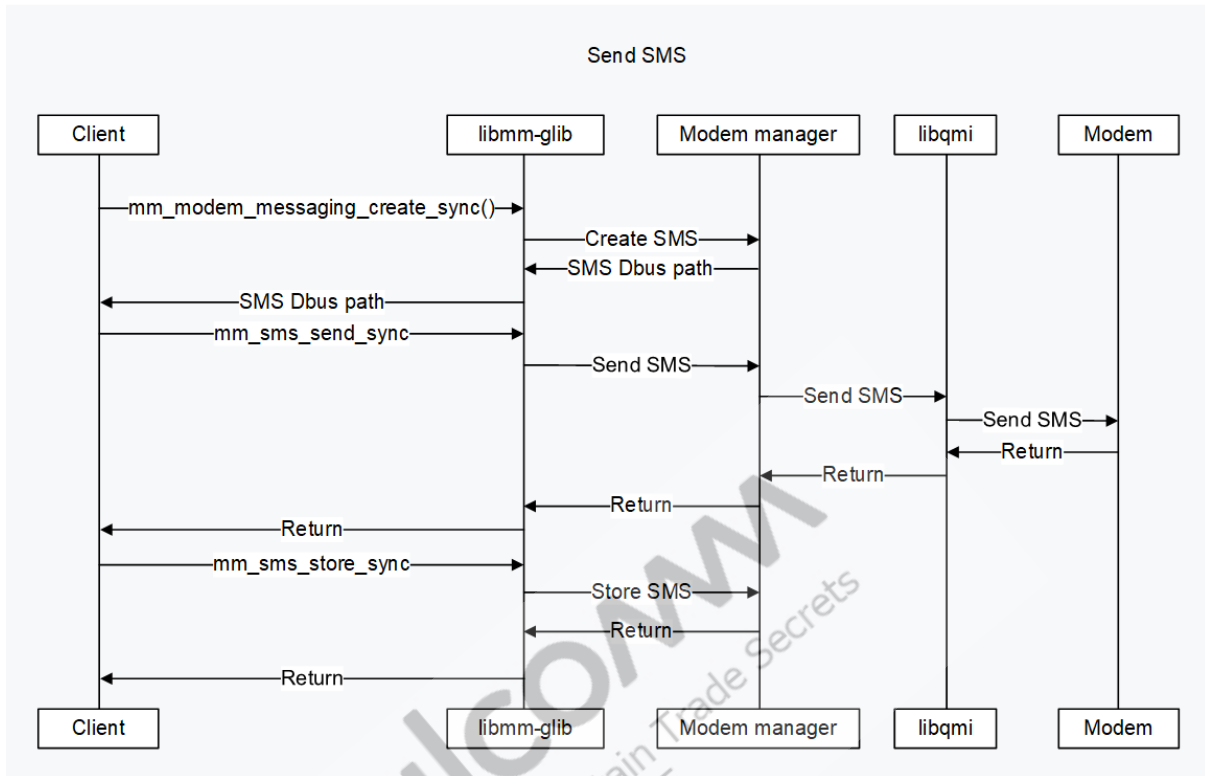 Send SMS
Client libmm-glib Modem manager libqmi Modem
mm_modem_messaging_create_sync()
Create SMS
SMS Dbus path
SMS Dbus path
mm_sms_send_sync
Send SMS
Send SMS
Send SMS
Return
Return
Return
Return
mm_sms_store_sync
Store SMS
Return
Return
Client libmm-glib Modem manager libqmi Modem
Trade Secrets